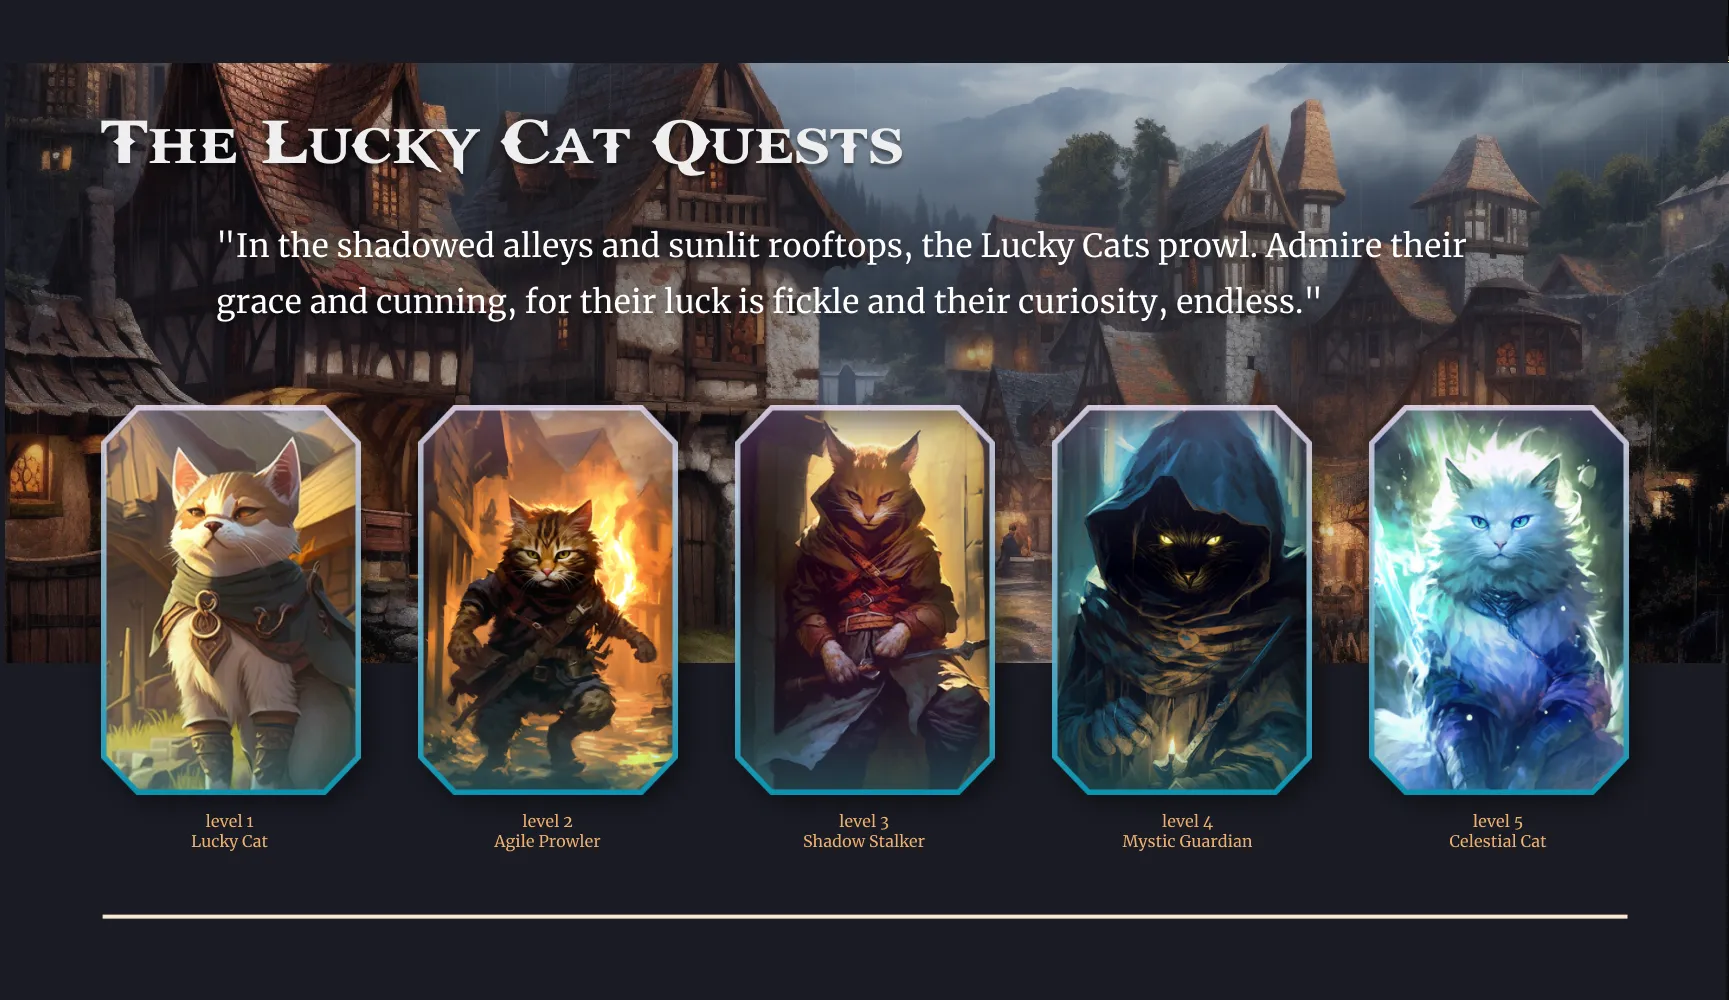 The Lucky Cat Quests
"In the shadowed alleys and sunlit rooftops, the Lucky Cats prowl. Admire their
grace and cunning, for their luck is fickle and their curiosity, endless."
level 1
Lucky Cat
level 2
Agile Prowler
level 3
Shadow Stalker
level 4
Mystic Guardian
level 5
Celestial Cat